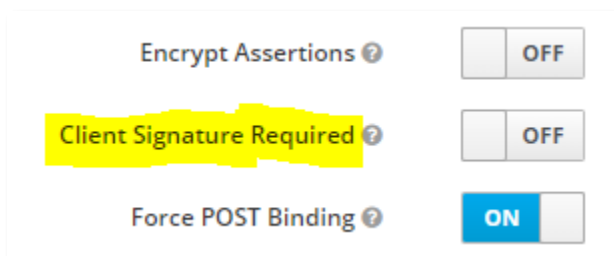 Encrypt Assertions OFF
Client Signature Required OFF
Force POST Binding ON